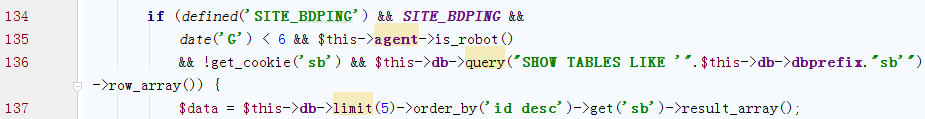 134 if (defined('SITE_BDPING') && SITE_BDPING &&
135 date('G') < 6 && $this->agent->is_robot()
136 && !get_cookie('sb') && $this->db->query("SHOW TABLES LIKE '".$this->db->dbprefix."sb'")
->row_array()) {
137 $data = $this->db->limit(5)->order_by('id desc')->get('sb')->result_array();